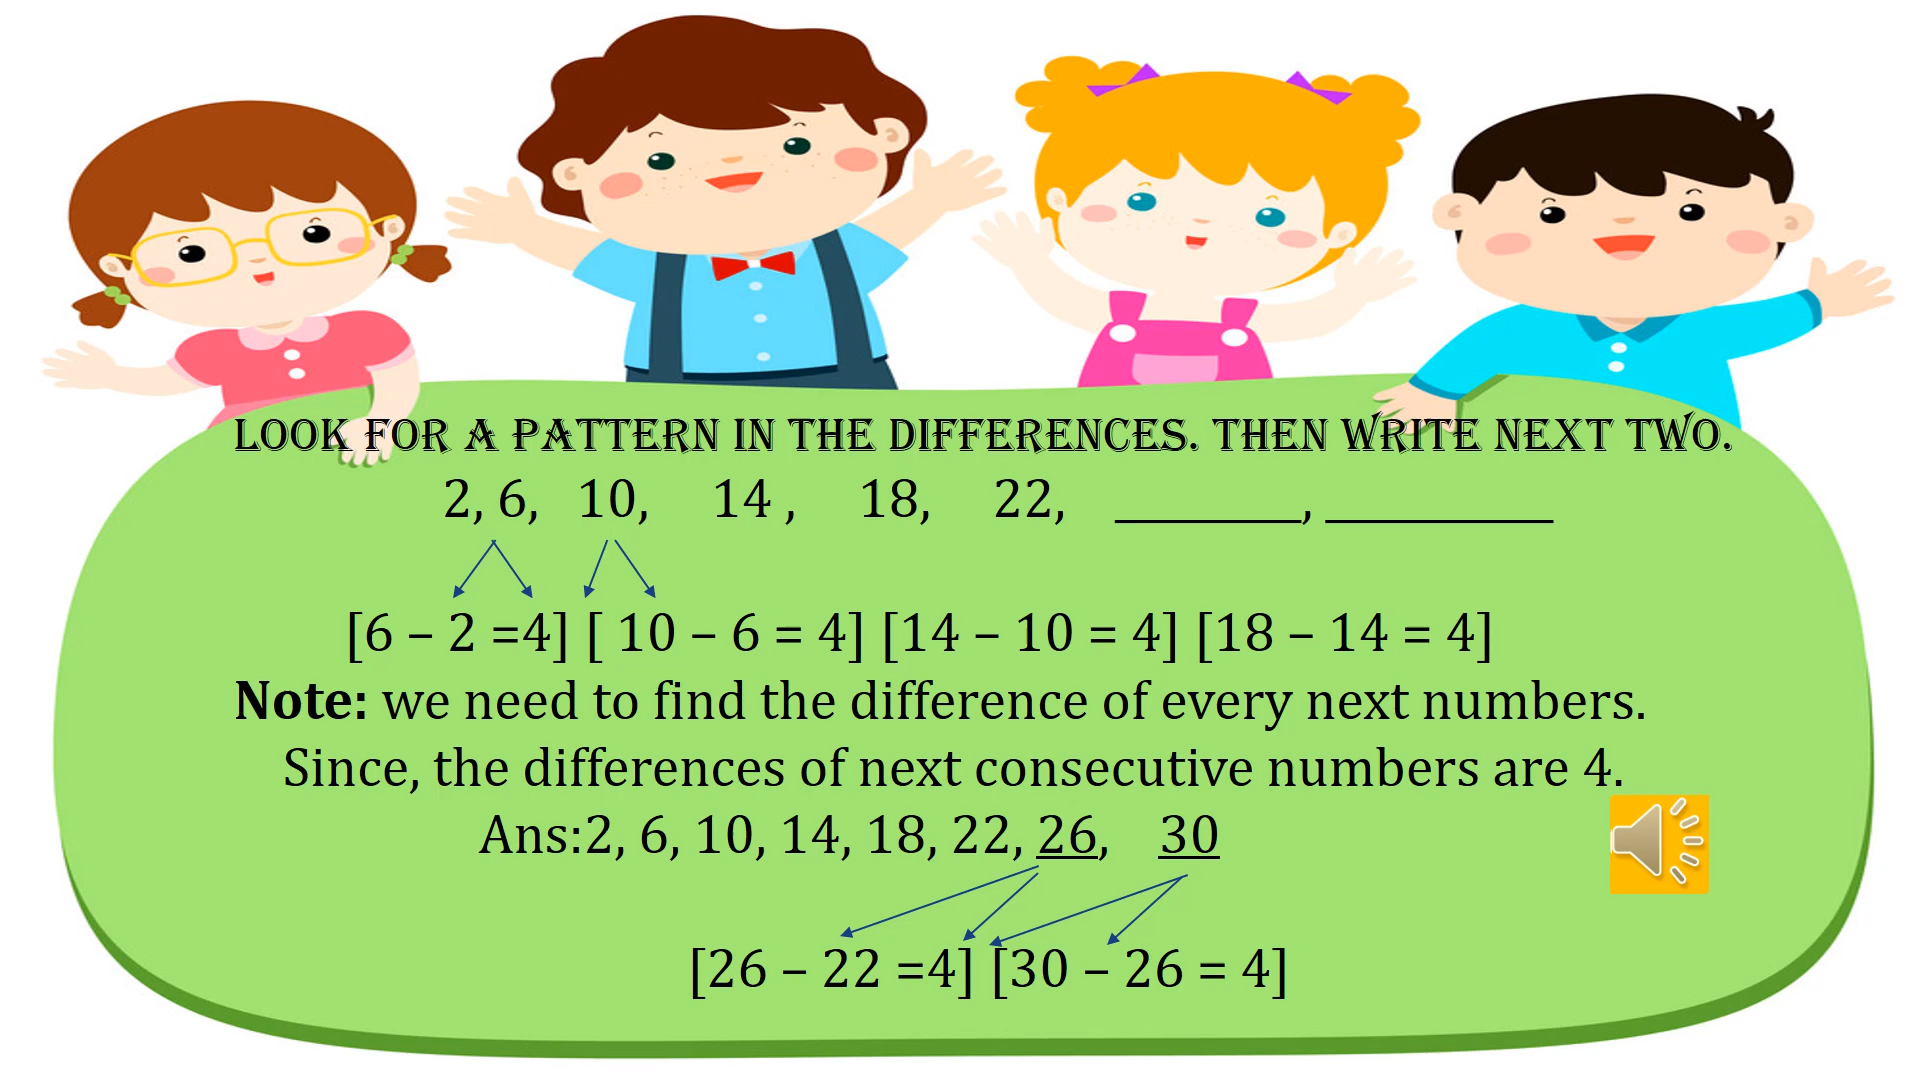 LOOK FOR A PATTERN IN THE DIFFERENCES. THEN WRITE NEXT TWO.
2, 6, 10, 14 , 18, 22, ________, __________
[6 – 2 =4] [ 10 – 6 = 4] [14 – 10 = 4] [18 – 14 = 4]
Note: we need to find the difference of every next numbers.
Since, the differences of next consecutive numbers are 4.
Ans:2, 6, 10, 14, 18, 22, 26, 30
[26 – 22 =4] [30 – 26 = 4]